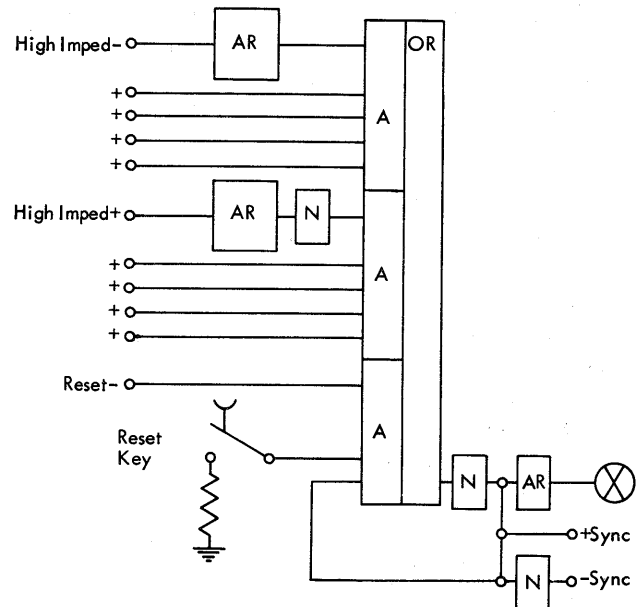 High Imped- AR OR
+
+
A
+
+
High Imped+ AR N
+
A
+
+
+
Reset-
A
Reset
Key
N AR
+Sync
N -Sync